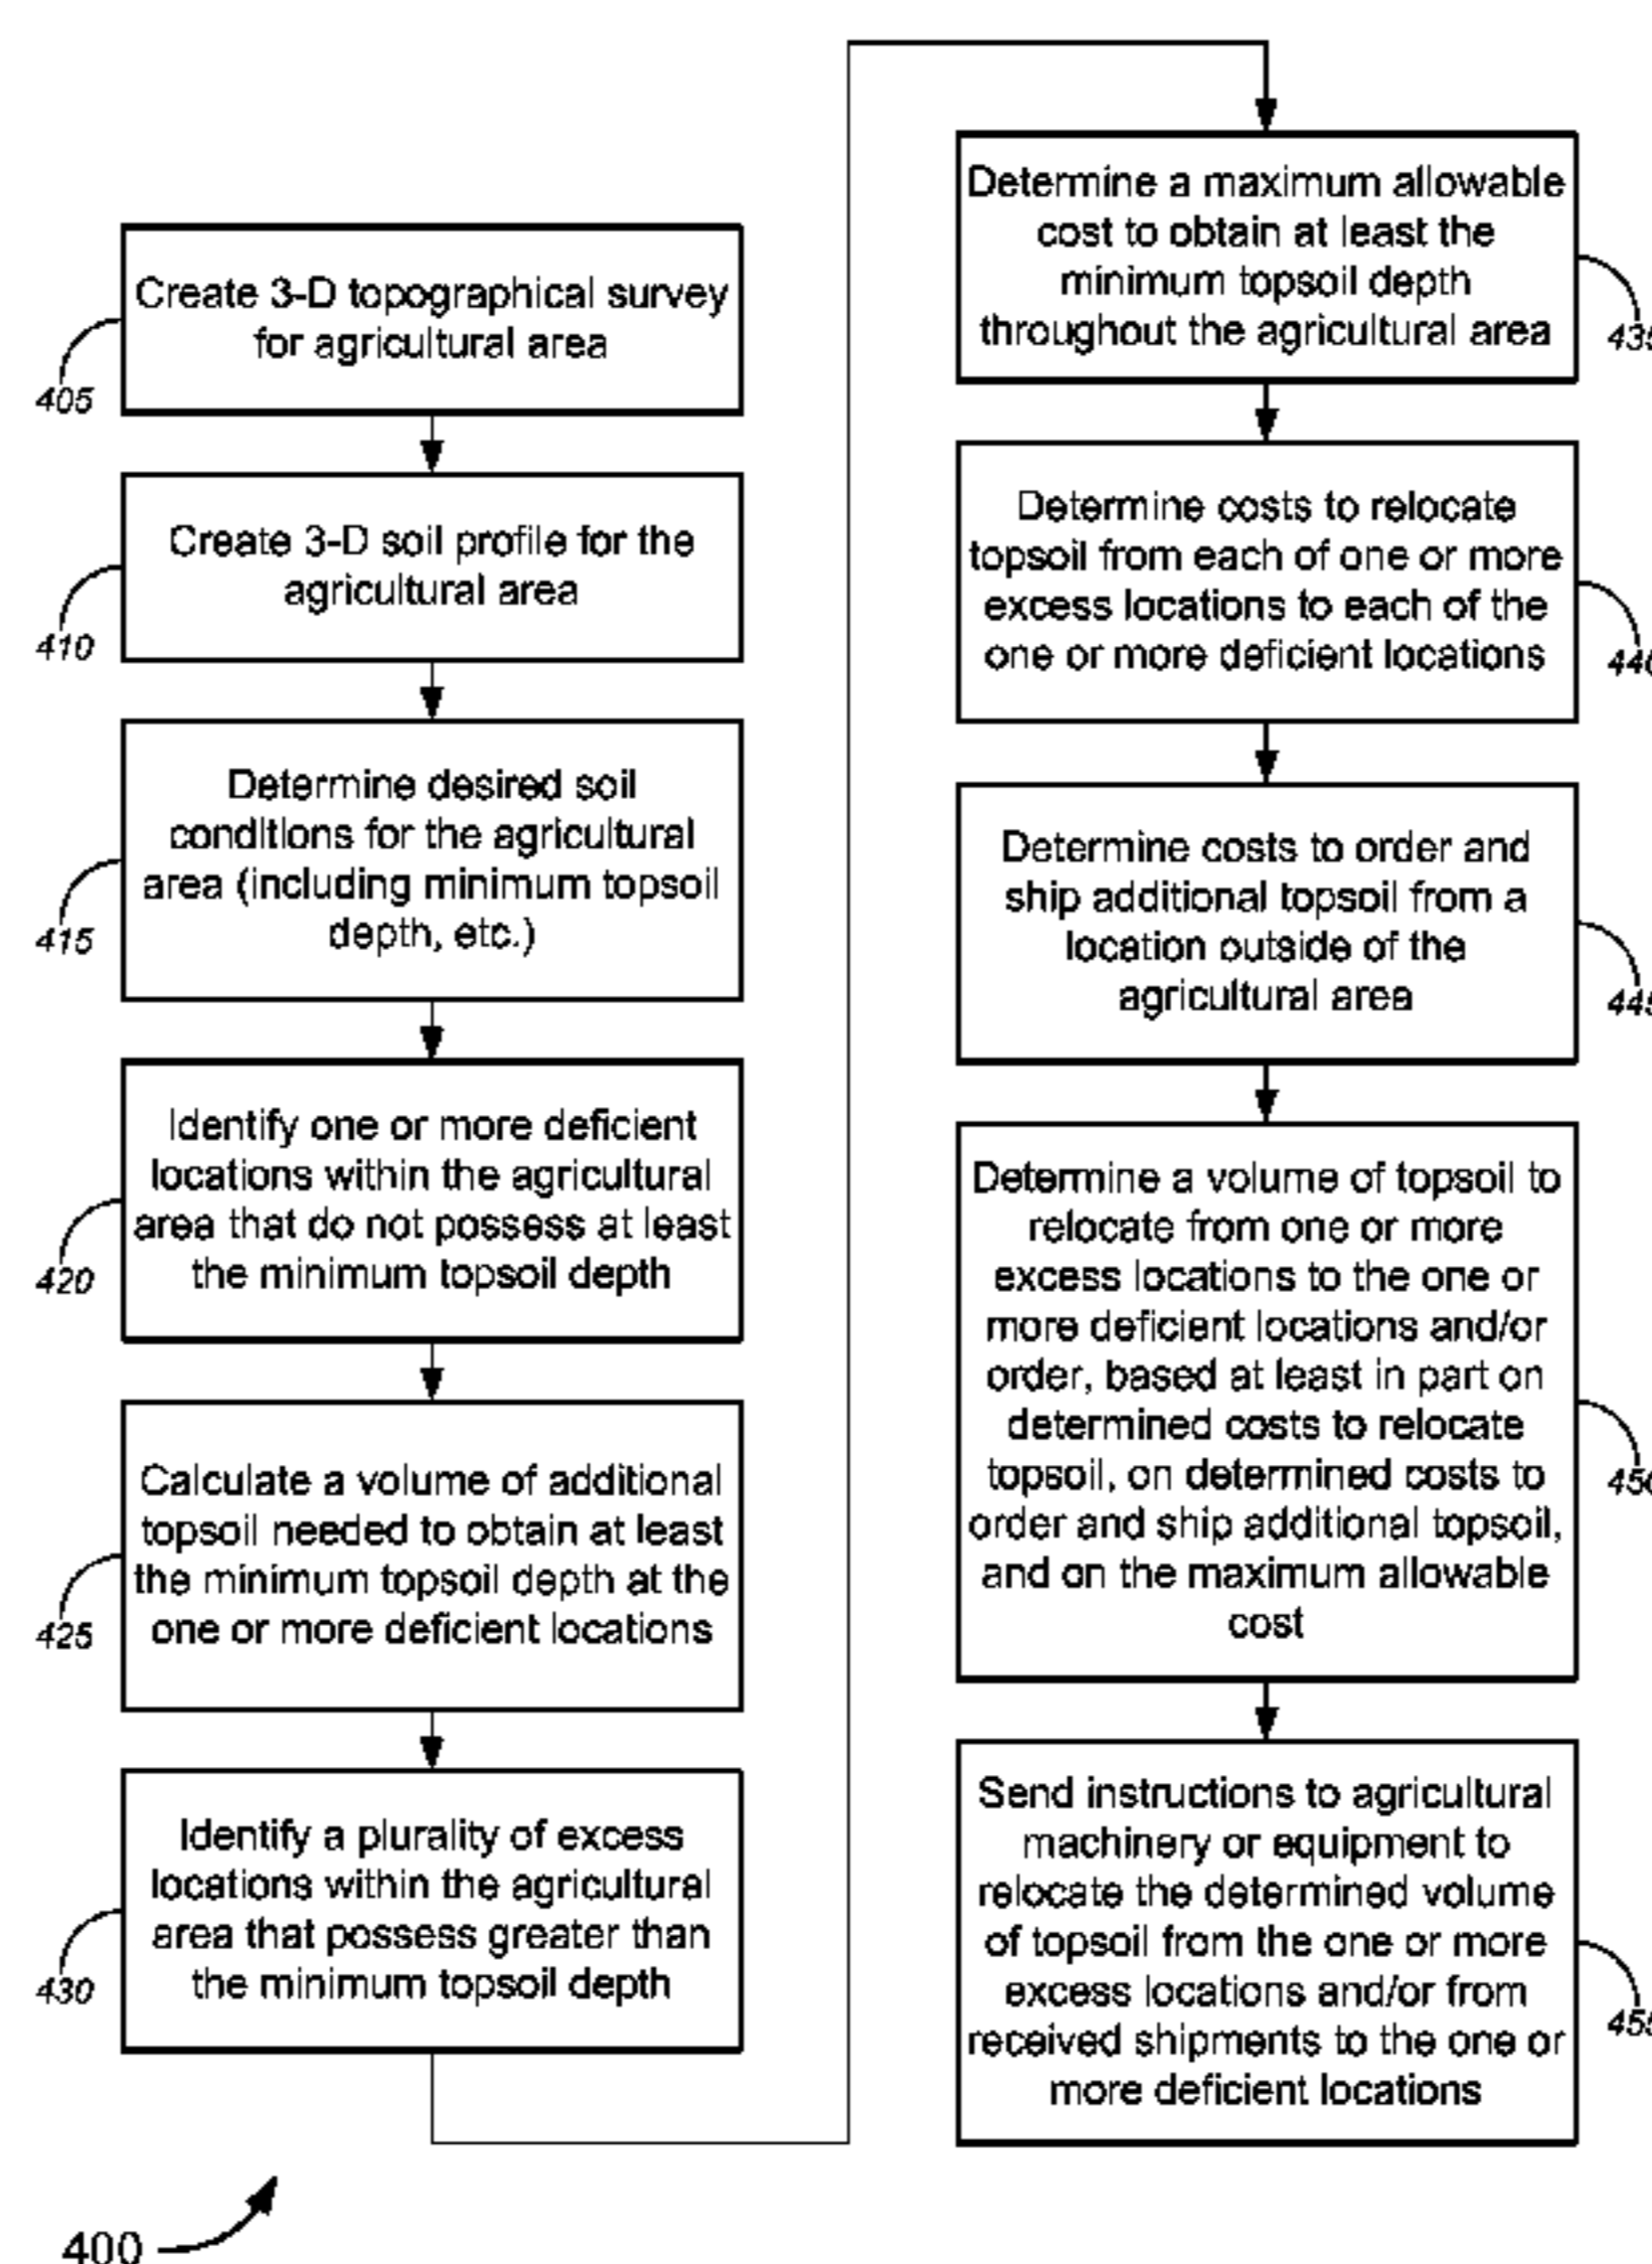 Create 3-D topographical survey
for agricultural area
405
Create 3-D soil profile for the
agricultural area
410
Determine desired soil
conditions for the agricultural
area (including minimum topsoil
depth, etc.)
415
Identify one or more deficient
locations within the agricultural
area that do not possess at least
the minimum topsoil depth
420
Calculate a volume of additional
topsoil needed to obtain at least
the minimum topsoil depth at the
one or more deficient locations
425
Identify a plurality of excess
locations within the agricultural
area that possess greater than
the minimum topsoil depth
430
Determine a maximum allowable
cost to obtain at least the
minimum topsoil depth
throughout the agricultural area
Determine costs to relocate
topsoil from each of one or more
excess locations to each of the
one or more deficient locations
Determine costs to order and
ship additional topsoil from a
location outside of the
agricultural area
Determine a volume of topsoil to
relocate from one or more
excess locations to the one or
more deficient locations and/or
order, based at least in part on
determined costs to relocate
topsoil, on determined costs to
order and ship additional topsoil,
and on the maximum allowable
cost
Send instructions to agricultural
machinery or equipment to
relocate the determined volume
of topsoil from the one or more
excess locations and/or from
received shipments to the one or
more deficient locations
400